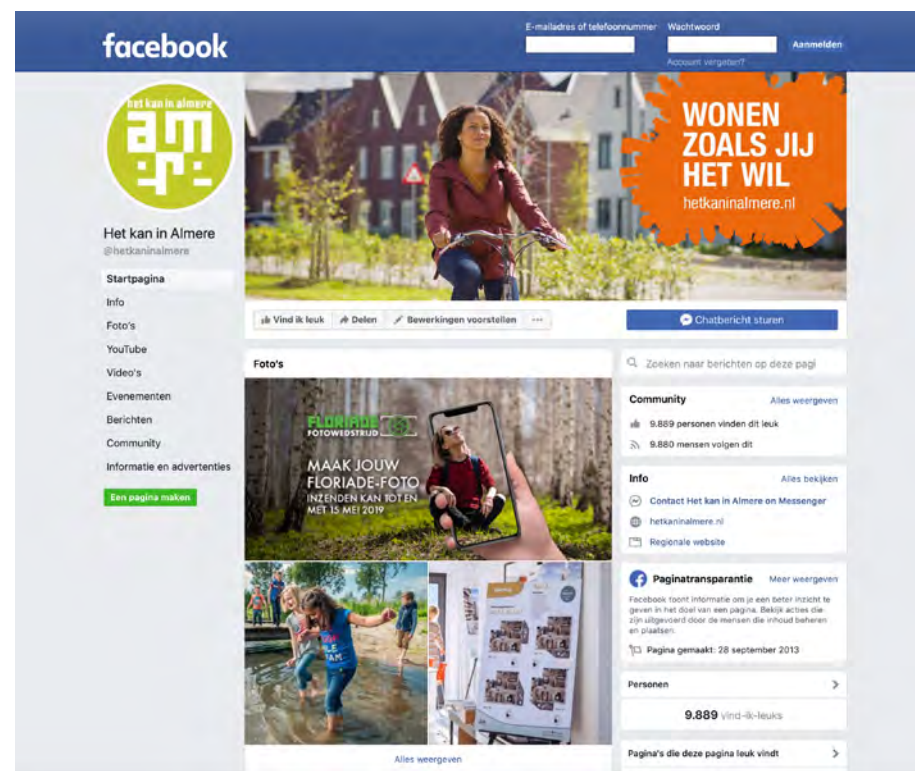 facebook
E-mailadres of telefoonnummer
Wachtwoord
Aanmelden
Account vergeten?
het kan in almere
am
ere
Het kan in Almere
@hetkaninalmere
Startpagina
Info
Foto's
YouTube
Video's
Evenementen
Berichten
Community
Informatie en advertenties
Een pagina maken
WONEN
ZOALS JIJ
HET WIL
hetkaninalmere.nl
Vind ik leuk
Delen
Bewerkingen voorstellen
Chatbericht sturen
Foto's
FLORIADE
FOTOWEDSTRIJD
MAAK JOUW
FLORIADE-FOTO
INZENDEN KAN TOT EN
MET 15 MEI 2019
Alles weergeven
Zoeken naar berichten op deze pagi
Community
Alles weergeven
9.889 personen vinden dit leuk
9.880 mensen volgen dit
Info
Alles bekijken
Contact Het kan in Almere on Messenger
hetkaninalmere.nl
Regionale website
Paginatransparantie
Meer weergeven
Facebook toont informatie om je een beter inzicht te
geven in het doel van een pagina. Bekijk acties die
zijn uitgevoerd door de mensen die inhoud beheren
en plaatsen.
Pagina gemaakt: 28 september 2013
Personen
9.889 vind-ik-leuks
Pagina's die deze pagina leuk vindt